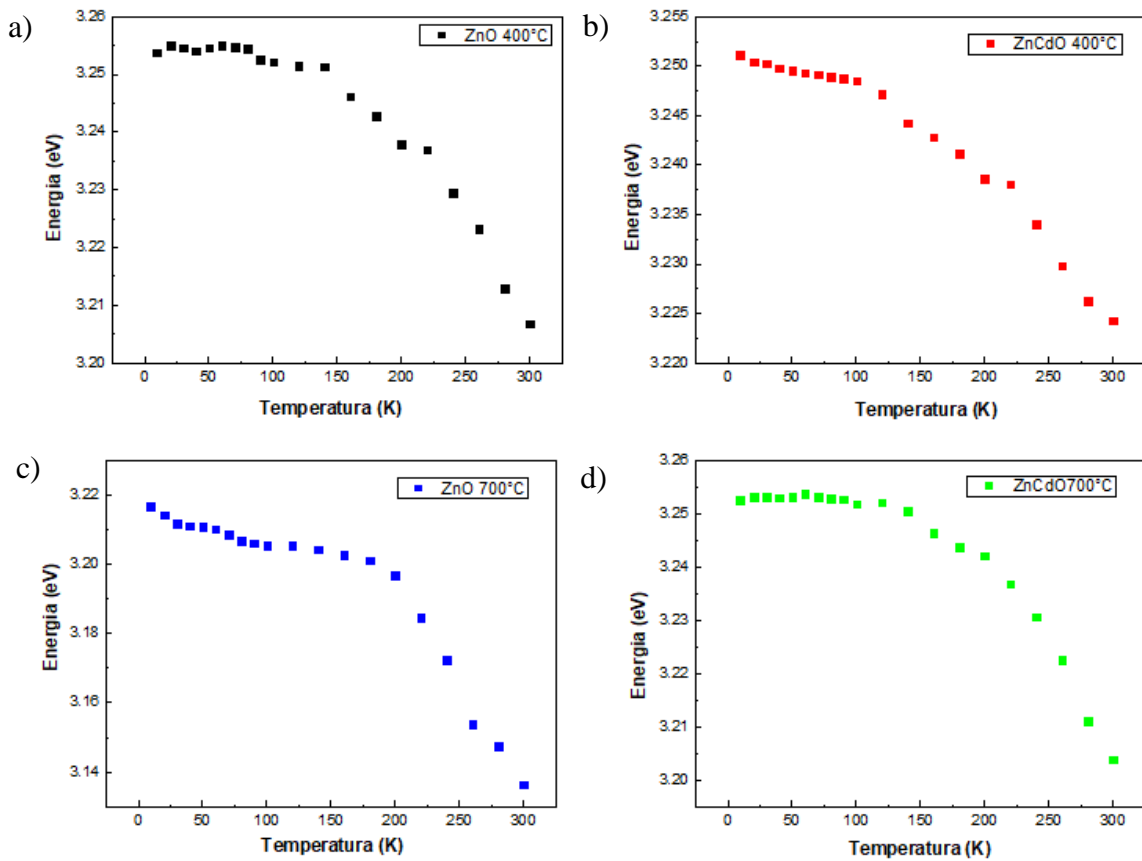 a)
ZnO 400°C
3.26
3.25
3.24
3.23
3.22
3.21
3.20
Energia (eV)
0 50 100 150 200 250 300
Temperatura (K)
b)
ZnCdO 400°C
3.255
3.250
3.245
3.240
3.235
3.230
3.225
3.220
Energia (eV)
0 50 100 150 200 250 300
Temperatura (K)
c)
ZnO 700°C
3.22
3.20
3.18
3.16
3.14
Energia (eV)
0 50 100 150 200 250 300
Temperatura (K)
d)
ZnCdO700°C
3.26
3.25
3.24
3.23
3.22
3.21
3.20
Energia (eV)
0 50 100 150 200 250 300
Temperatura (K)